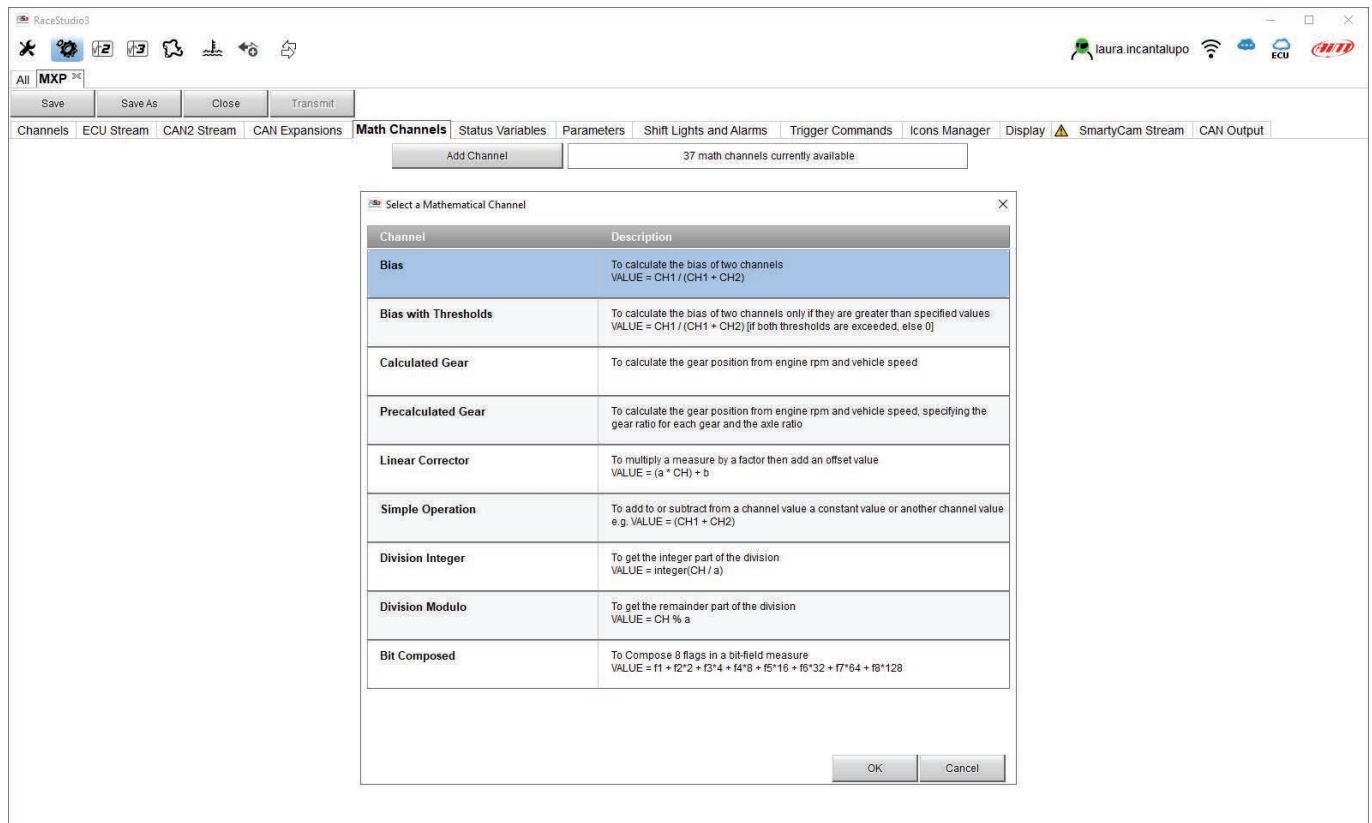 RaceStudio3
laura.incantalupo
ECU
All MXP
Save Save As Close Transmit
Channels ECU Stream CAN2 Stream CAN Expansions Math Channels Status Variables Parameters Shift Lights and Alarms Trigger Commands Icons Manager Display SmartyCam Stream CAN Output
Add Channel 37 math channels currently available
Select a Mathematical Channel
Channel Description
Bias To calculate the bias of two channels
VALUE = CH1 / (CH1 + CH2)
Bias with Thresholds To calculate the bias of two channels only if they are greater than specified values
VALUE = CH1 / (CH1 + CH2) [if both thresholds are exceeded, else 0]
Calculated Gear To calculate the gear position from engine rpm and vehicle speed
Precalculated Gear To calculate the gear position from engine rpm and vehicle speed, specifying the
gear ratio for each gear and the axle ratio
Linear Corrector To multiply a measure by a factor then add an offset value
VALUE = (a * CH) + b
Simple Operation To add to or subtract from a channel value a constant value or another channel value
e.g. VALUE = (CH1 + CH2)
Division Integer To get the integer part of the division
VALUE = integer(CH / a)
Division Modulo To get the remainder part of the division
VALUE = CH % a
Bit Composed To Compose 8 flags in a bit-field measure
VALUE = f1 + f2*2 + f3*4 + f4*8 + f5*16 + f6*32 + f7*64 + f8*128
OK Cancel